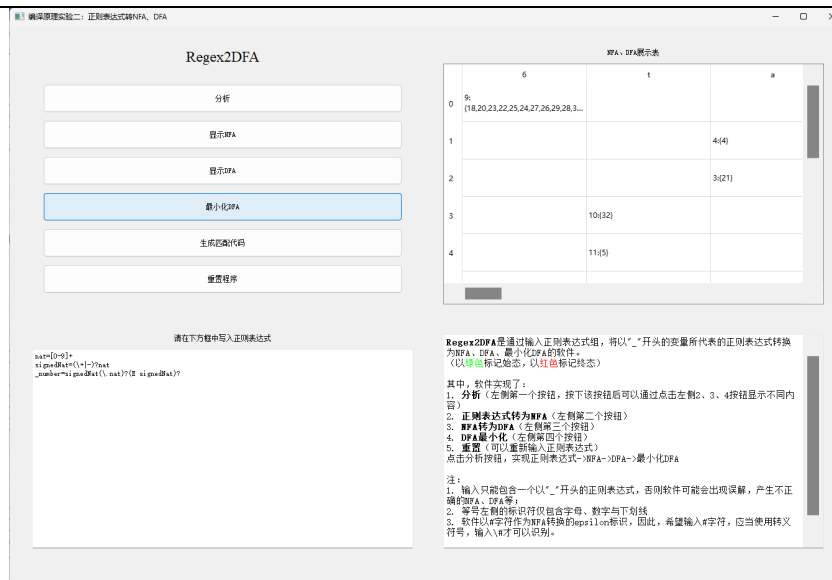 编译原理实验二：正则表达式转NFA、DFA
Regex2DFA
分析
显示NFA
显示DFA
最小化DFA
生成匹配代码
重置程序
NFA、DFA展示表
6 t a
0 9:
{18,20,23,22,25,24,27,26,29,28,3...
1 4:{4}
2 3:{21}
3 10:{32}
4 11:{5}
请在下方框中写入正则表达式
nat=[0-9]+
signedNat=(\+|-)?nat
_number=signedNat(\.nat)?(E signedNat)?
Regex2DFA是通过输入正则表达式组，将以"_"开头的变量所代表的正则表达式转换
为NFA、DFA、最小化DFA的软件。
（以绿色标记始态，以红色标记终态）
其中，软件实现了：
1. 分析（左侧第一个按钮，按下该按钮后可以通过点击左侧2、3、4按钮显示不同内
容）
2. 正则表达式转为NFA（左侧第二个按钮）
3. NFA转为DFA（左侧第三个按钮）
4. DFA最小化（左侧第四个按钮）
5. 重置（可以重新输入正则表达式）
点击分析按钮，实现正则表达式->NFA->DFA->最小化DFA
注：
1. 输入只能包含一个以"_"开头的正则表达式，否则软件可能会出现误解，产生不正
确的NFA、DFA等；
2. 等号左侧的标识符仅包含字母、数字与下划线
3. 软件以#字符作为NFA转换的epsilon标识，因此，希望输入#字符，应当使用转义
符号，输入\#才可以识别。